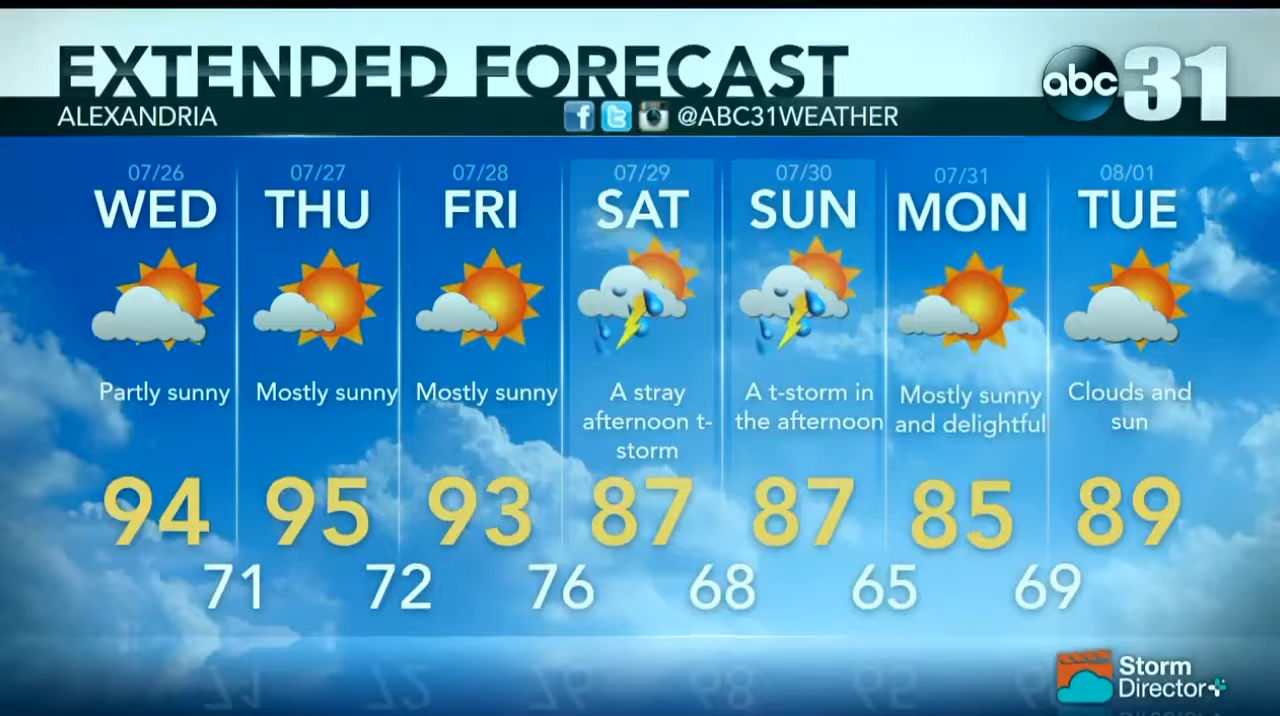 EXTENDED FORECAST
abc 31
ALEXANDRIA
@ABC31WEATHER
07/26 07/27 07/28 07/29 07/30 07/31 08/01
WED THU FRI SAT SUN MON TUE
Partly sunny
Mostly sunny
Mostly sunny
A stray
afternoon t-
storm
A t-storm in
the afternoon
Mostly sunny
and delightful
Clouds and
sun
94 95 93 87 87 85 89
71 72 76 68 65 69
Storm
Director+